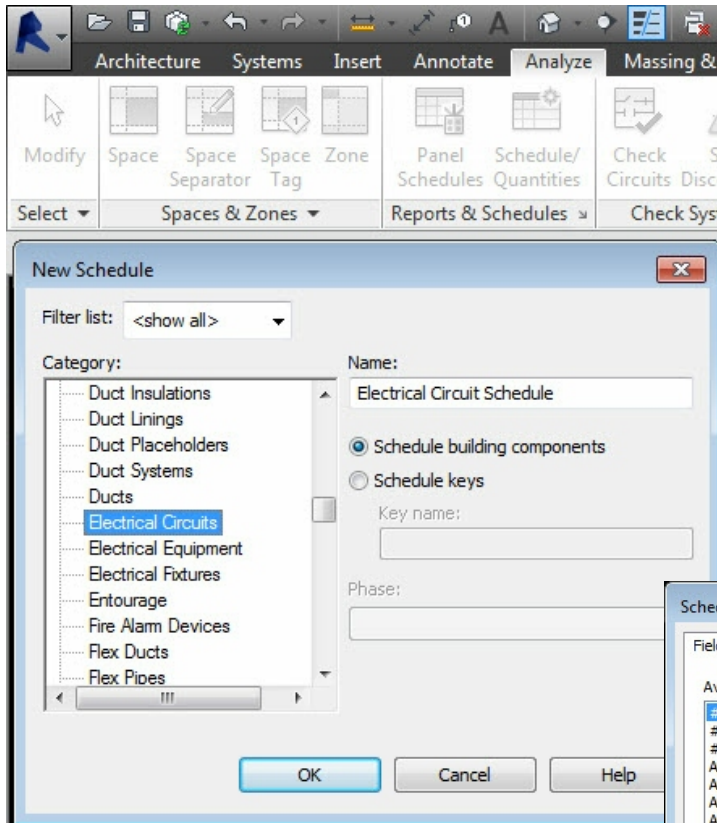 Architecture Systems Insert Annotate Analyze Massing &
Modify Space Space Space Zone Panel Schedule/ Check
Separator Tag Schedules Quantities Circuits
Select Spaces & Zones Reports & Schedules Check
New Schedule
Filter list: <show all>
Category:
Name:
Duct Insulations
Electrical Circuit Schedule
Duct Linings
Duct Placeholders
Schedule building components
Duct Systems
Schedule keys
Ducts
Key name:
Electrical Circuits
Electrical Equipment
Electrical Fixtures
Phase:
Entourage
Fire Alarm Devices
Flex Ducts
Flex Pipes
OK Cancel Help